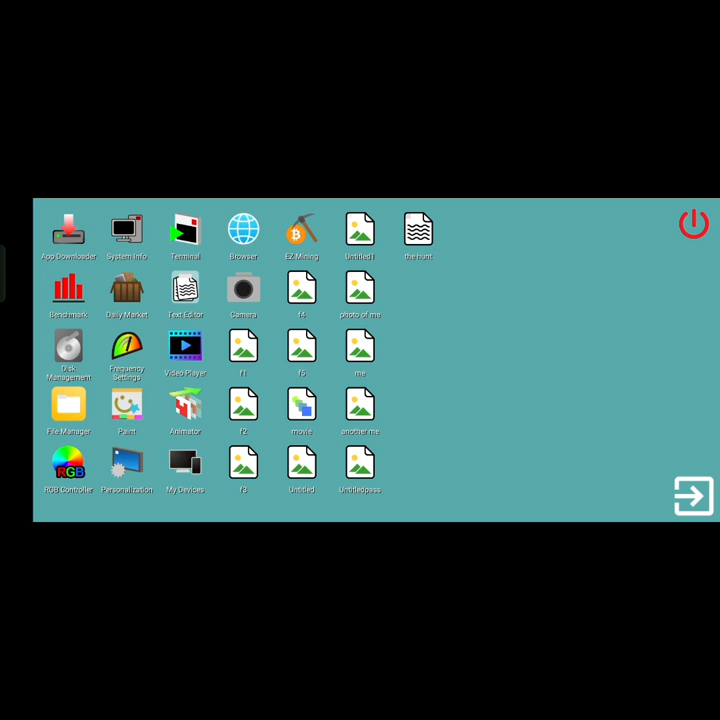 App Downloader
System Info
Terminal
Browser
EZ Mining
Untitled1
the hunt
Benchmark
Daily Market
Text Editor
Camera
f4
photo of me
Disk
Management
Frequency
Settings
Video Player
f1
f5
me
File Manager
Paint
Animator
f2
movie
another me
RGB
RGB Controller
Personalization
My Devices
f3
Untitled
Untitledpass